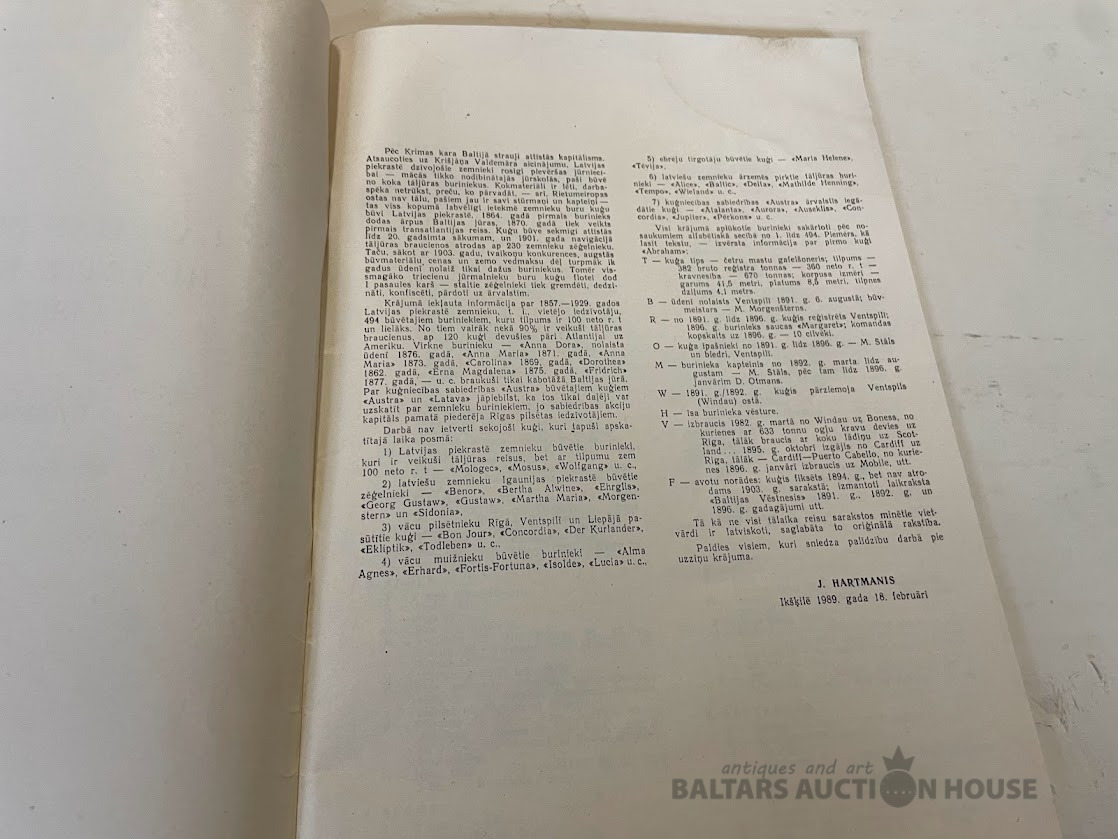 Pēc Krimas kara Baltijā strauji attīstās kapitālisms.
Atsaucoties uz Krišjāņa Valdemāra aicinājumu, Latvijas
piekrastē dzīvojošie zemnieki rosīgi pievēršas jūrnieci-
bai — mācās tikko nodibinātajās jūrskolās, paši būvē
no koka tāljūras buriniekus. Kokmateriāli ir lēti, darba-
spēka netrūkst, preču, ko pārvadāt, — arī, Rietumeiropas
ostas nav tālu, pašiem jau ir savi stūrmaņi un kapteiņi —
tas viss kopumā labvēlīgi ietekmē zemnieku buru kuģu
būvi Latvijas piekrastē. 1864. gadā pirmais burinieks
dodas ārpus Baltijas jūras, 1870. gadā tiek veikts
pirmais transatlantijas reiss. Kuģu būve sekmīgi attīstās
līdz 20. gadsimta sākumam, un 1901. gada navigācijā
tāljūras braucienos atrodas ap 230 zemnieku zēģelnieku.
Taču, sākot ar 1903. gadu, tvaikoņu konkurences, augstās
būvmateriālu cenas un zemo vedmaksu dēļ turpmāk ik
gadus ūdenī nolaiž tikai dažus buriniekus. Tomēr vis-
smagāko triecienu jūrmalnieku buru kuģu flotei dod
I pasaules karš — staltie zēģelnieki tiek gremdēti, dedzi-
nāti, konfiscēti, pārdoti uz ārvalstīm.
Krājumā iekļauta informācija par 1857.—1929. gados
Latvijas piekrastē zemnieku, t. i., vietējo iedzīvotāju,
494 būvētajiem buriniekiem, kuru tilpums ir 100 neto r. t
un lielāks. No tiem vairāk nekā 90% ir veikuši tāljūras
braucienus, ap 120 kuģi devušies pāri Atlantijai uz
Ameriku. Virkne burinieku — «Anna Dora», nolaista
ūdenī 1876. gadā, «Anna Maria» 1871. gadā, «Anna
Maria» 1873. gadā, «Carolina» 1869. gadā, «Dorothea»
1862. gadā, «Erna Magdalena» 1875. gadā, «Fridrich»
1877. gadā, — u. c. braukuši tikai kabotāžā Baltijas jūrā.
Par kuģniecības sabiedrības «Austra» būvētajiem kuģiem
«Austra» un «Latava» jāpiebilst, ka tos tikai daļēji var
uzskatīt par zemnieku buriniekiem, jo sabiedrības akciju
kapitāls pamatā piederēja Rīgas pilsētas iedzīvotājiem.
Darbā nav ietverti sekojoši kuģi, kuri ļapuši apska-
tītajā laika posmā:
1) Latvijas piekrastē zemnieku būvētie burinieki,
kuri ir veikuši tāljūras reisus, bet ar tilpumu zem
100 neto r. t — «Mologec», «Mosus», «Wolfgang» u. c.,
2) latviešu zemnieku Igaunijas piekrastē būvētie
zēģelnieki — «Benor», «Bertha Alwine», «Ehrglis»,
«Georg Gustaw», «Gustaw», «Martha Maria», «Morgen-
stern» un «Sidonia»,
3) vācu pilsētnieku Rīgā, Ventspilī un Liepājā pa-
sūtītie kuģi — «Bon Jour», «Concordia», «Der Kurlander»,
«Ekliptik», «Todleben» u. c.,
4) vācu muižnieku būvētie burinieki — «Alma
Agnes», «Erhard», «Fortis-Fortuna», «Isolde», «Lucia» u. c.,
5) ebreju tirgotāju būvētie kuģi — «Maria Helene»,
«Tēvija»,
6) latviešu zemnieku ārzemēs pirktie tāljūras buri-
nieki — «Alice», «Baltic», «Delta», «Mathilde Henning»,
«Tempo», «Wieland» u. c.,
7) kuģniecības sabiedrības «Austra» ārvalstīs iegā-
dātie kuģi — «Atalanta», «Aurora», «Auseklis», «Con-
cordia», «Jupiter», «Pērkons» u. c.
Visi krājumā aplūkotie burinieki sakārtoti pēc no-
saukumiem alfabētiskā secībā no 1. līdz 494. Piemērs, kā
lasīt tekstu, — izvērsta informācija par pirmo kuģi
«Abraham».
T — kuģa tips — četru mastu gafelšoneris; tilpums —
382 bruto reģistra tonnas — 360 neto r. t —
kravnesība — 670 tonnas; korpusa izmēri —
garums 41,5 metri, platums 8,5 metri, tilpnes
dziļums 4,1 metrs.
B — ūdenī nolaists Ventspilī 1891. g. 6. augustā; būv-
meistars — M. Morgenšterns.
R — no 1891. g. līdz 1896. g. kuģis reģistrēts Ventspilī;
1896. g. burinieks saucas «Margaret»; komandas
kopskaits uz 1896. g. — 10 cilvēki.
O — kuģa īpašnieki no 1891. g. līdz 1896. g. — M. Stāls
un biedri, Ventspilī.
M — burinieka kapteinis no 1892. g. marta līdz au-
gustam — M. Stāls, pēc tam līdz 1896. g.
janvārim D. Otmans.
W — 1891. g./1892. g. kuģis pārziemoja Ventspils
(Windau) ostā.
H — īsa burinieka vēsture.
V — izbraucis 1982. g. martā no Windau uz Boness, no
kurienes ar 633 tonnu ogļu kravu devies uz
Rīga, tālāk braucis ar koku lādiņu uz Scot-
land... 1895. g. oktobrī izgājis no Cardiff uz
Rīga, tālāk — Cardiff—Puerto Cabello, no kurie-
nes 1896. g. janvārī izbraucis uz Mobile, utt.
F — avotu norādes: kuģis fiksēts 1894. g., bet nav atro-
dams 1903. g. sarakstā; izmantoti laikraksta
«Baltijas Vēstnesis» 1891. g., 1892. g. un
1896. g. gadagājumi utt.
Tā kā ne visi tālaika reisu sarakstos minētie viet-
vārdi ir latviskoti, saglabāta to oriģinālā rakstība.
Paldies visiem, kuri sniedza palīdzību darbā pie
uzziņu krājuma.
J. HARTMANIS
Ikšķilē 1989. gada 18. februārī
antiques and art
BALTARS AUCTION HOUSE